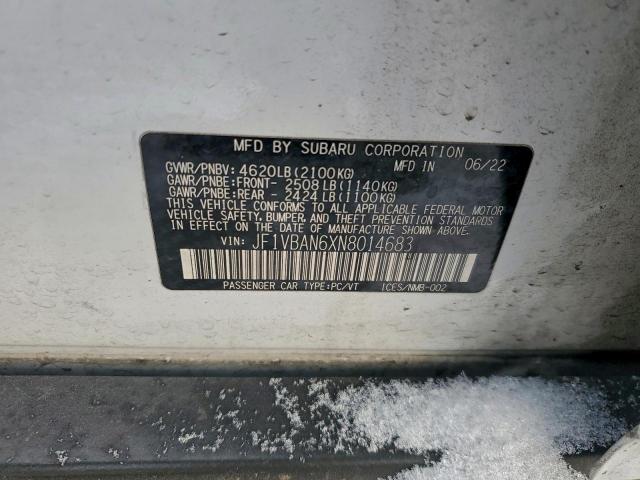 MFD BY SUBARU CORPORATION
GVWR/PNBV: 4620LB(2100KG) MFD IN 06/22
GAWR/PNBE:FRONT- 2508LB(1140KG)
GAWR/PNBE:REAR - 2424LB(1100KG)
THIS VEHICLE CONFORMS TO ALL APPLICABLE FEDERAL MOTOR
VEHICLE SAFETY, BUMPER, AND THEFT PREVENTION STANDARDS
IN EFFECT ON THE DATE OF MANUFACTURE SHOWN ABOVE.
VIN: JF1VBAN6XN8014683
PASSENGER CAR TYPE:PC/VT ICES/NMB-002